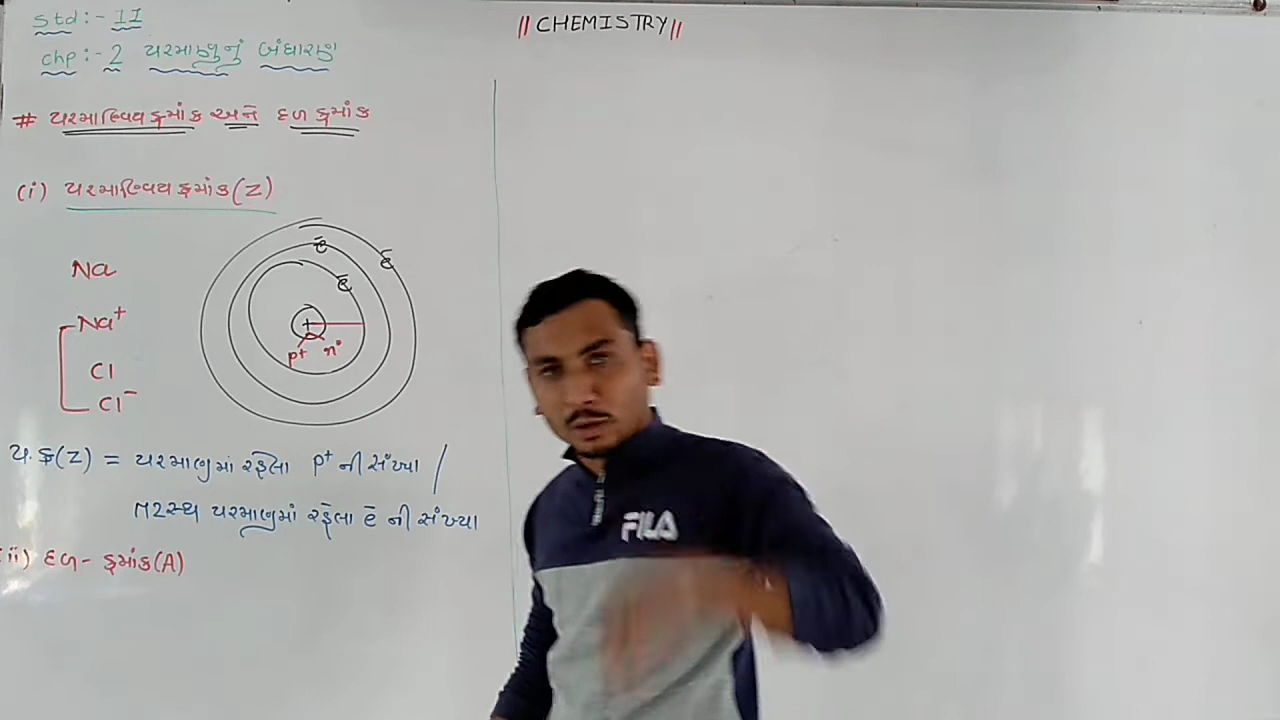 std:- 11
chp:- 2 પરમાણુનું બંધારણ
|| CHEMISTRY ||
# પરમાણ્વિય ક્રમાંક અને દળ ક્રમાંક
(i) પરમાણ્વિય ક્રમાંક (Z)
Na
Na⁺
Cl
Cl⁻
e̅
e̅
e̅
+
p⁺ n°
પ.ક્ર(Z) = પરમાણુમાં રહેલા p⁺ ની સંખ્યા /
તટસ્થ પરમાણુમાં રહેલા e̅ ની સંખ્યા
(ii) દળ- ક્રમાંક(A)
FILA